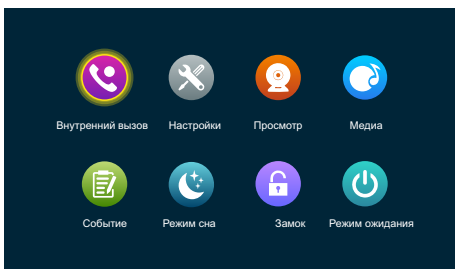 Внутренний вызов
Настройки
Просмотр
Медиа
Событие
Режим сна
Замок
Режим ожидания